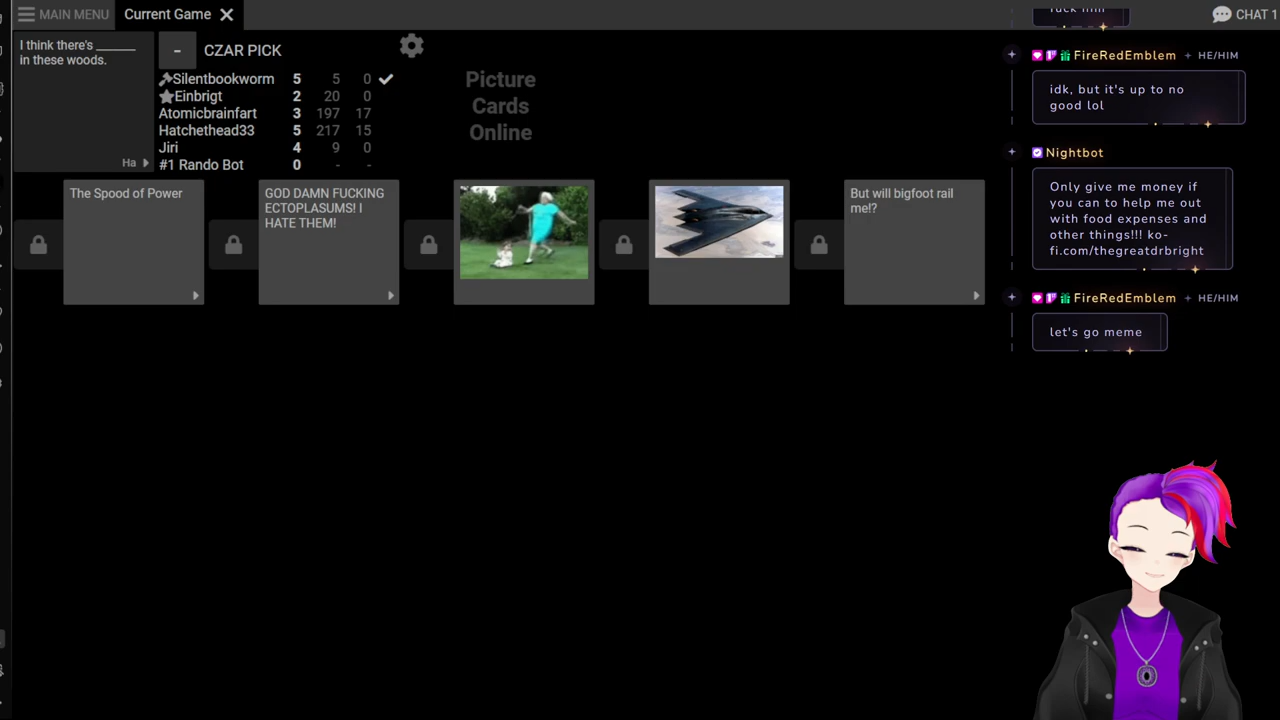 MAIN MENU
Current Game
CHAT 1
I think there's ______
in these woods.
Ha
-
CZAR PICK
Silentbookworm 5 5 0
Einbrigt 2 20 0
Atomicbrainfart 3 197 17
Hatchethead33 5 217 15
Jiri 4 9 0
#1 Rando Bot 0 - -
Picture
Cards
Online
The Spood of Power
GOD DAMN FUCKING
ECTOPLASUMS! I
HATE THEM!
But will bigfoot rail
me!?
FireRedEmblem HE/HIM
idk, but it's up to no
good lol
Nightbot
Only give me money if
you can to help me out
with food expenses and
other things!!! ko-
fi.com/thegreatdrbright
FireRedEmblem HE/HIM
let's go meme